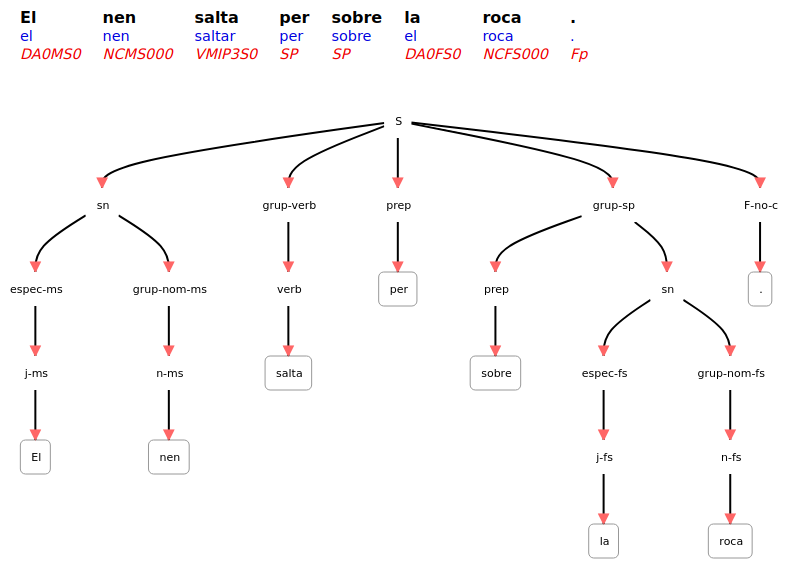 El nen salta per sobre la roca .
el nen saltar per sobre el roca .
DA0MS0 NCMS000 VMIP3S0 SP SP DA0FS0 NCFS000 Fp
S
sn grup-verb prep grup-sp F-no-c
espec-ms grup-nom-ms verb per prep sn .
j-ms n-ms salta sobre espec-fs grup-nom-fs
El nen j-fs n-fs
la roca